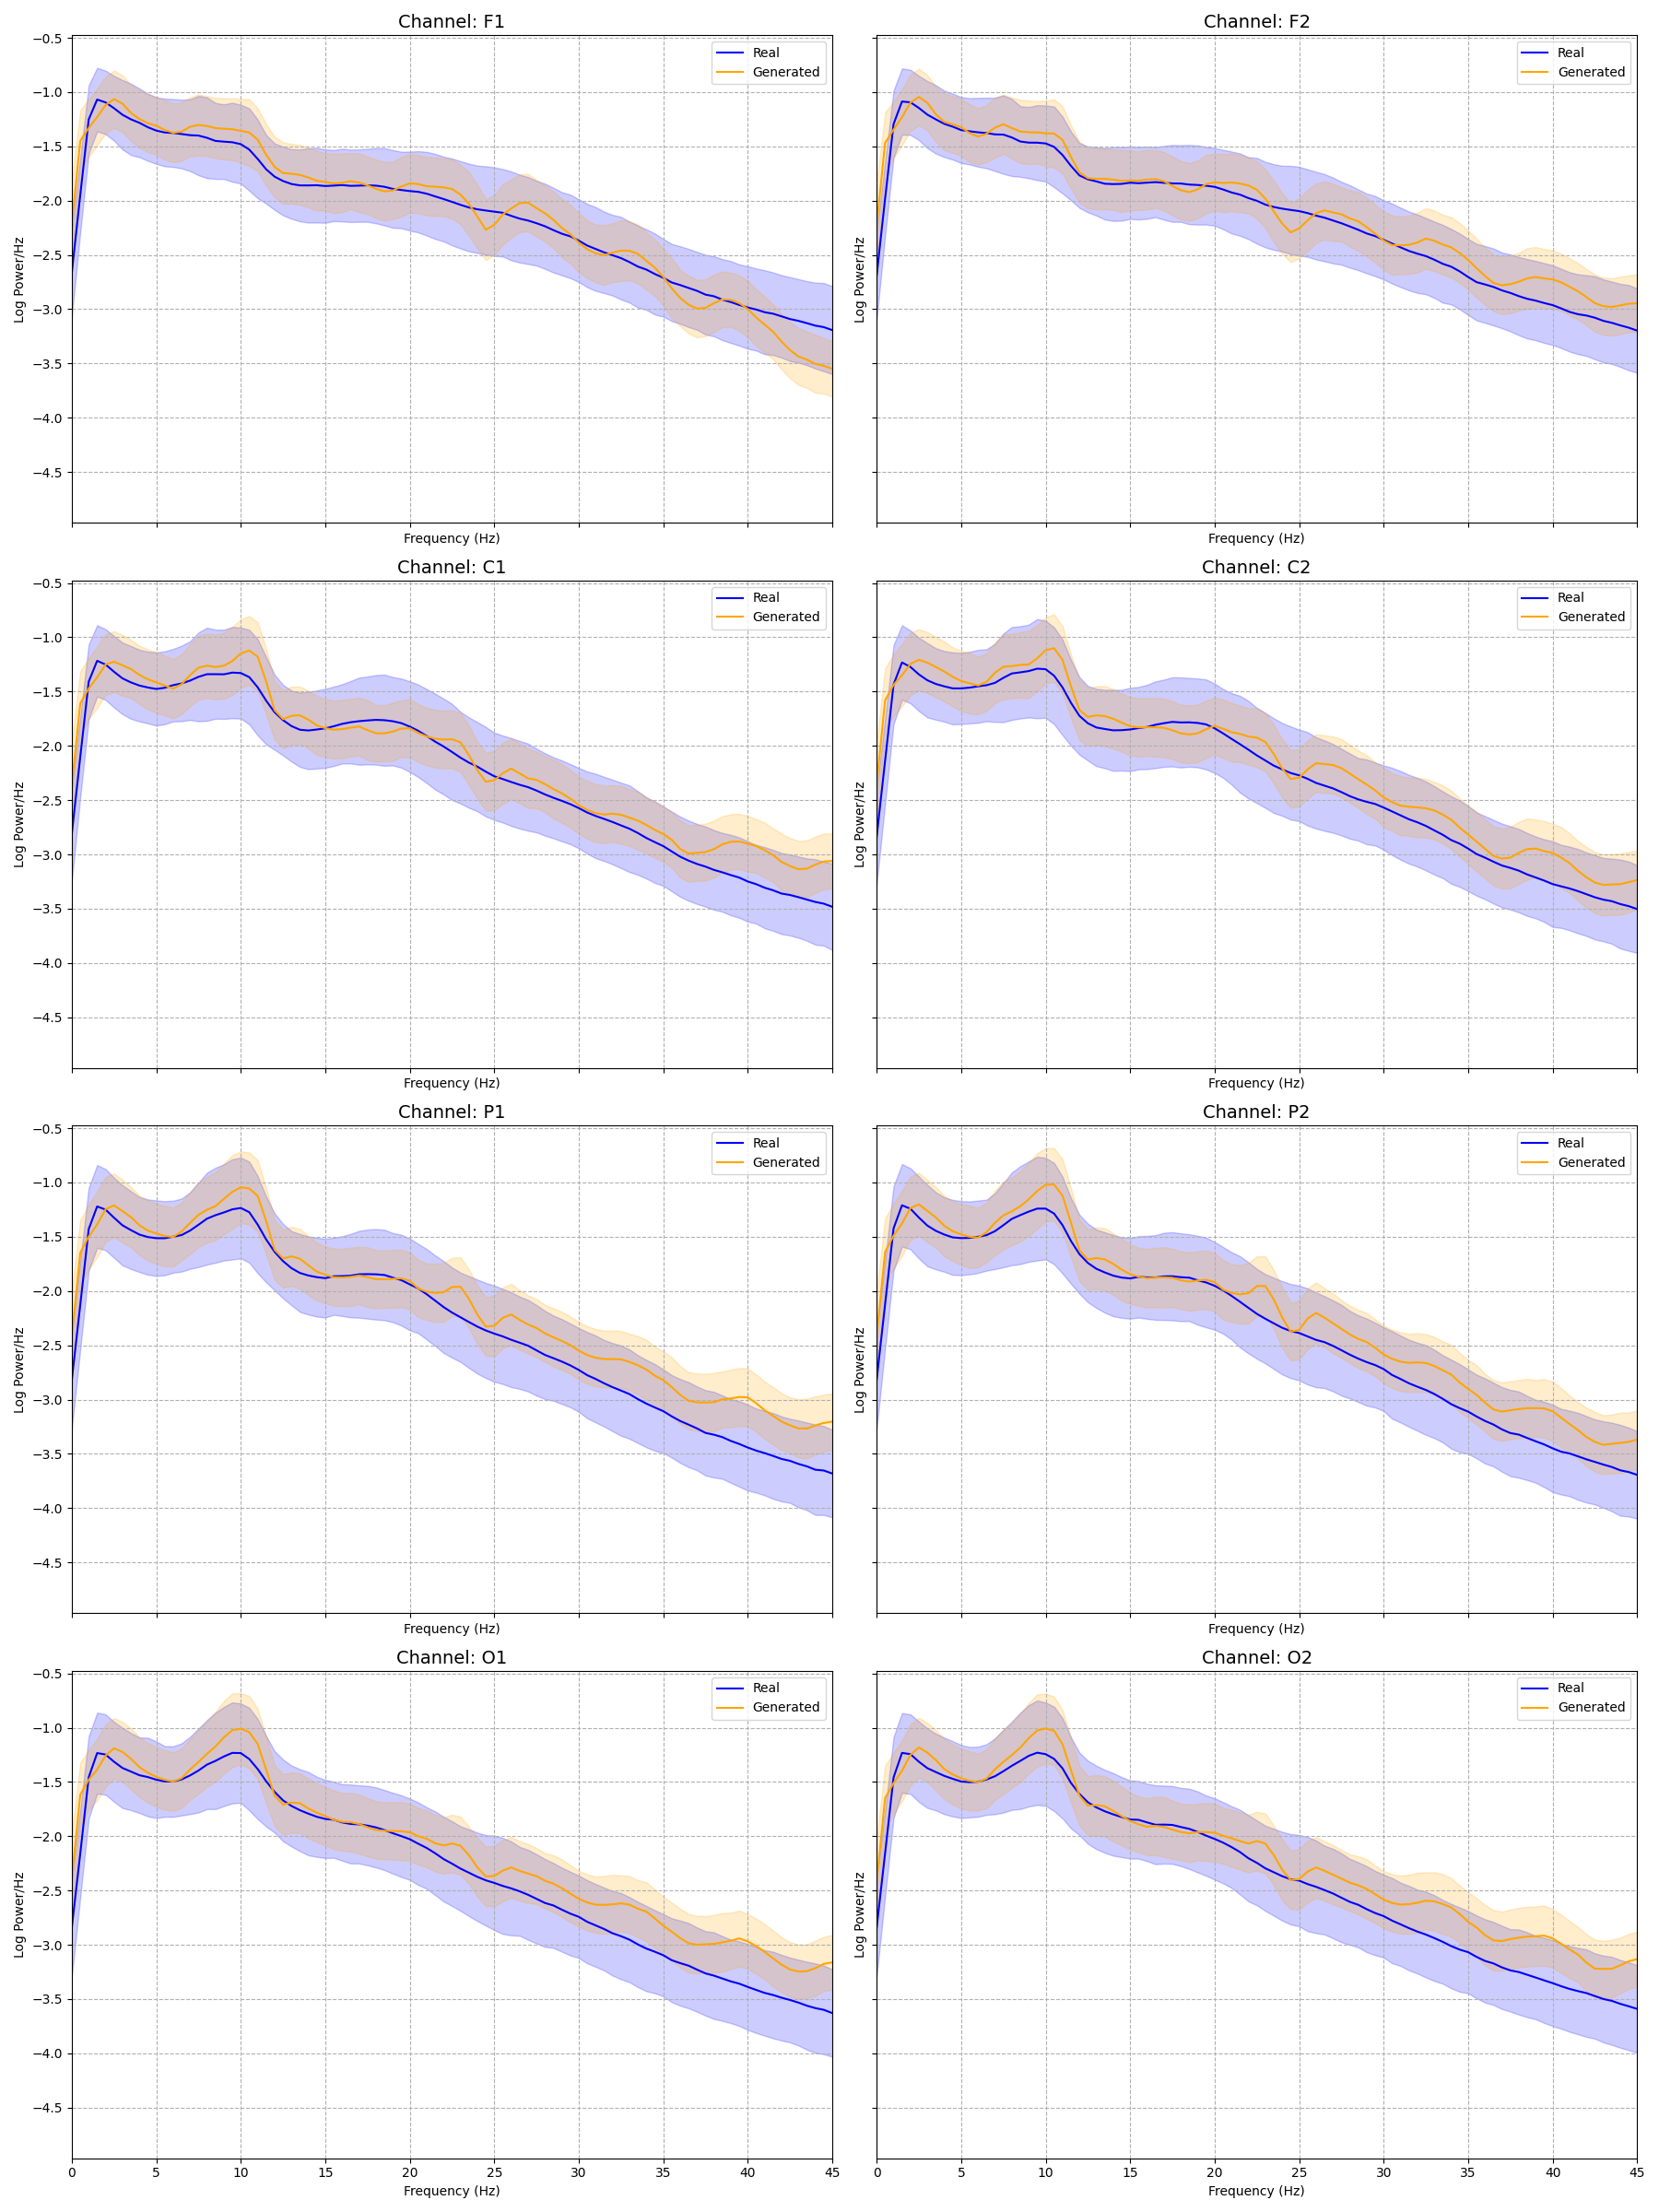 Channel: F1
Channel: F2
−0.5
−1.0
−1.5
−2.0
−2.5
−3.0
−3.5
−4.0
−4.5
Log Power/Hz
Log Power/Hz
Real
Generated
Real
Generated
Frequency (Hz)
Frequency (Hz)
Channel: C1
Channel: C2
−0.5
−1.0
−1.5
−2.0
−2.5
−3.0
−3.5
−4.0
−4.5
Log Power/Hz
Log Power/Hz
Real
Generated
Real
Generated
Frequency (Hz)
Frequency (Hz)
Channel: P1
Channel: P2
−0.5
−1.0
−1.5
−2.0
−2.5
−3.0
−3.5
−4.0
−4.5
Log Power/Hz
Log Power/Hz
Real
Generated
Real
Generated
Frequency (Hz)
Frequency (Hz)
Channel: O1
Channel: O2
−0.5
−1.0
−1.5
−2.0
−2.5
−3.0
−3.5
−4.0
−4.5
Log Power/Hz
Log Power/Hz
Real
Generated
Real
Generated
0 5 10 15 20 25 30 35 40 45
0 5 10 15 20 25 30 35 40 45
Frequency (Hz)
Frequency (Hz)